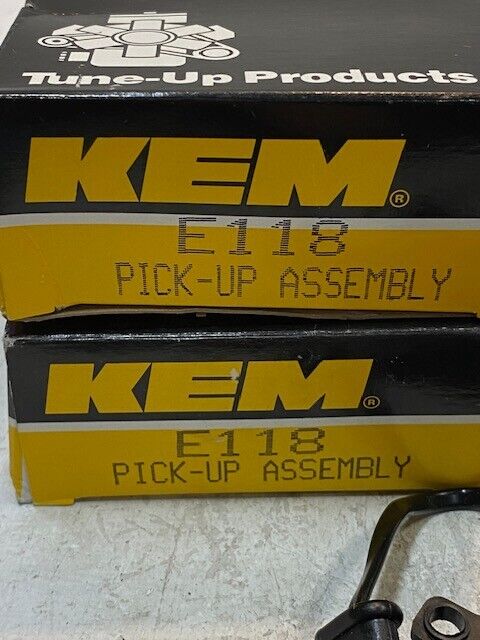 Tune-Up Products
KEM®
E118
PICK-UP ASSEMBLY
KEM®
E118
PICK-UP ASSEMBLY